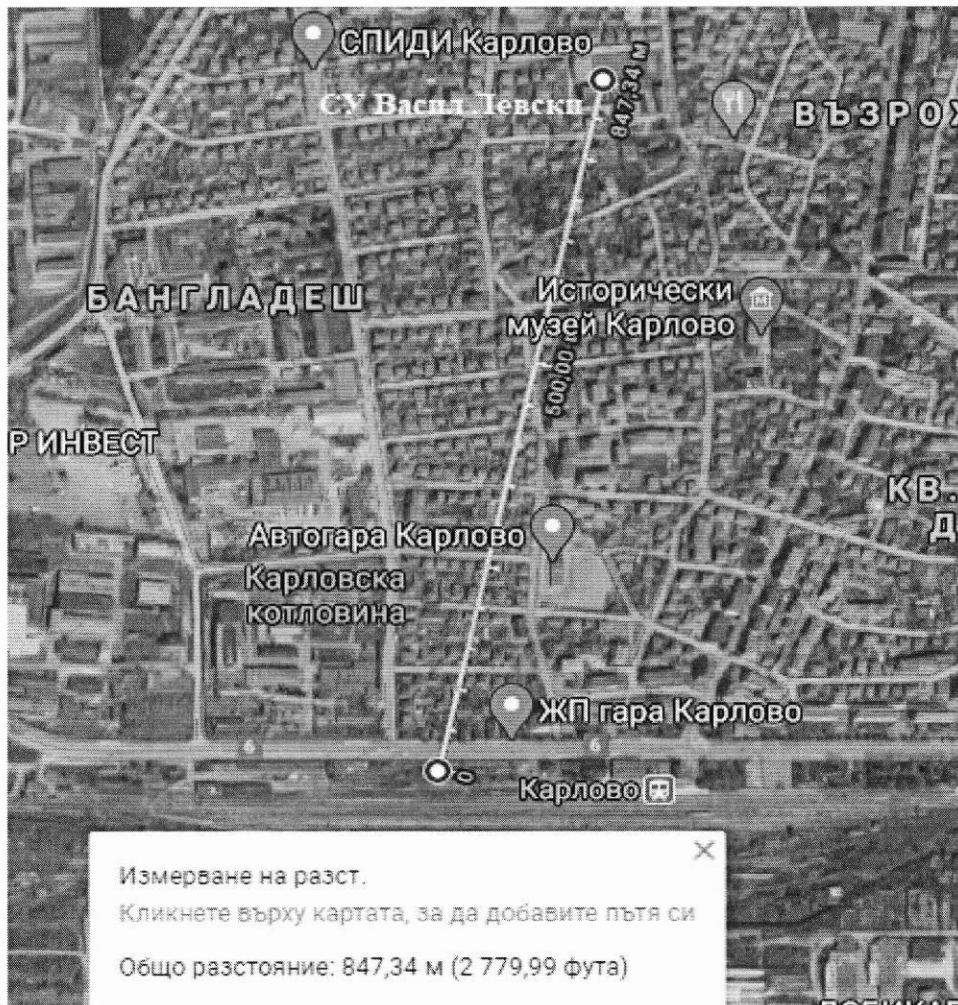 СПИДИ Карлово
847,34 м
СУ Васил Левски
ВЪЗРОЖ
БАНГЛАДЕШ
Исторически
музей Карлово
500,00 м
Р ИНВЕСТ
КВ.
Д
Автогара Карлово
Карловска
котловина
ЖП гара Карлово
6
6
0
Карлово
Измерване на разст.
Кликнете върху картата, за да добавите пътя си
Общо разстояние: 847,34 м (2 779,99 фута)